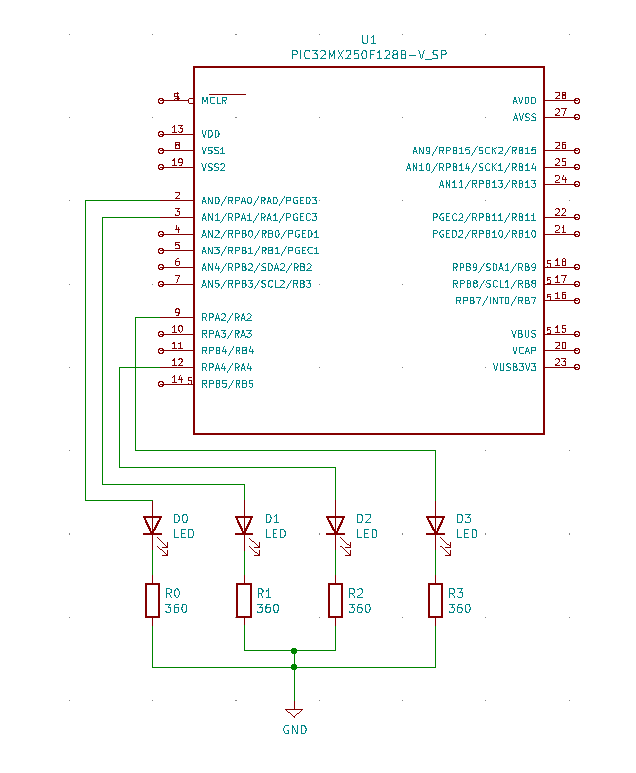 U1
PIC32MX250F128B-V_SP
1 MCLR
13 VDD
8 VSS1
19 VSS2
2 AN0/RPA0/RA0/PGED3
3 AN1/RPA1/RA1/PGEC3
4 AN2/RPB0/RB0/PGED1
5 AN3/RPB1/RB1/PGEC1
6 AN4/RPB2/SDA2/RB2
7 AN5/RPB3/SCL2/RB3
9 RPA2/RA2
10 RPA3/RA3
11 RPB4/RB4
12 RPA4/RA4
14 5 RPB5/RB5
AVDD 28
AVSS 27
AN9/RPB15/SCK2/RB15 26
AN10/RPB14/SCK1/RB14 25
AN11/RPB13/RB13 24
PGEC2/RPB11/RB11 22
PGED2/RPB10/RB10 21
RPB9/SDA1/RB9 5 18
RPB8/SCL1/RB8 5 17
RPB7/INT0/RB7 5 16
VBUS 5 15
VCAP 20
VUSB3V3 23
D0
LED
D1
LED
D2
LED
D3
LED
R0
360
R1
360
R2
360
R3
360
GND